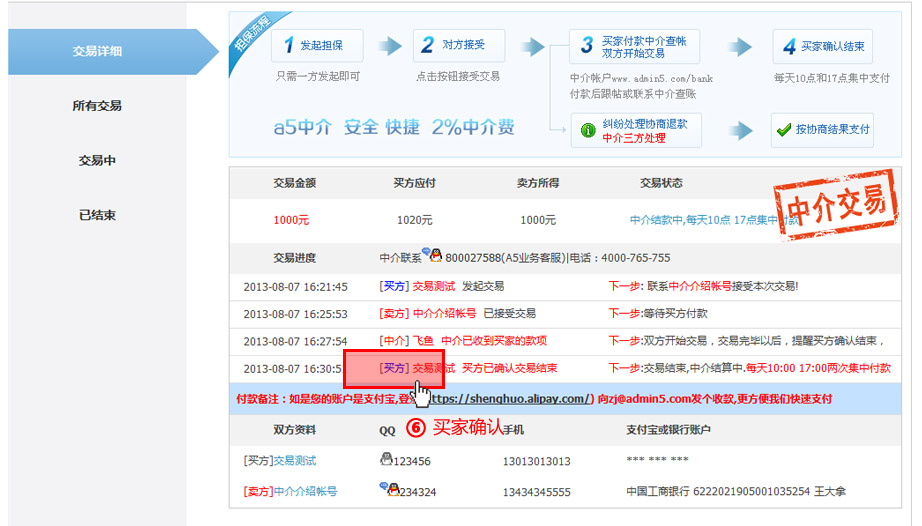 交易详细
所有交易
交易中
已结束
担保流程
1 发起担保
只需一方发起即可
2 对方接受
点击按钮接受交易
3 买家付款中介查帐
双方开始交易
中介帐户www.admin5.com/bank
付款后跟帖或联系中介查账
4 买家确认结束
每天10点和17点集中支付
纠纷处理协商退款
中介三方处理
按协商结果支付
a5中介 安全 快捷 2%中介费
交易金额 买方应付 卖方所得 交易状态
1000元 1020元 1000元 中介结款中,每天10点 17点集中付款
中介交易
交易进度 中介联系 800027588(A5业务客服)|电话：4000-765-755
2013-08-07 16:21:45 [买方] 交易测试 发起交易 下一步: 联系中介介绍帐号接受本次交易!
2013-08-07 16:25:53 [卖方] 中介介绍帐号 已接受交易 下一步:等待买方付款
2013-08-07 16:27:54 [中介] 飞鱼 中介已收到买家的款项 下一步:双方开始交易，交易完毕以后，提醒买方确认结束，
2013-08-07 16:30:5 [买方] 交易测试 买方已确认交易结束 下一步:交易结束,中介结算中.每天10:00 17:00两次集中付款
付款备注：如是您的账户是支付宝,登 ttps://shenghuo.alipay.com/) 向zj@admin5.com发个收款,更方便我们快速支付
双方资料 QQ ⑥ 买家确认 手机 支付宝或银行账户
[买方]交易测试 123456 13013013013 *** *** ***
[卖方]中介介绍帐号 234324 13434345555 中国工商银行 6222021905001035254 王大拿